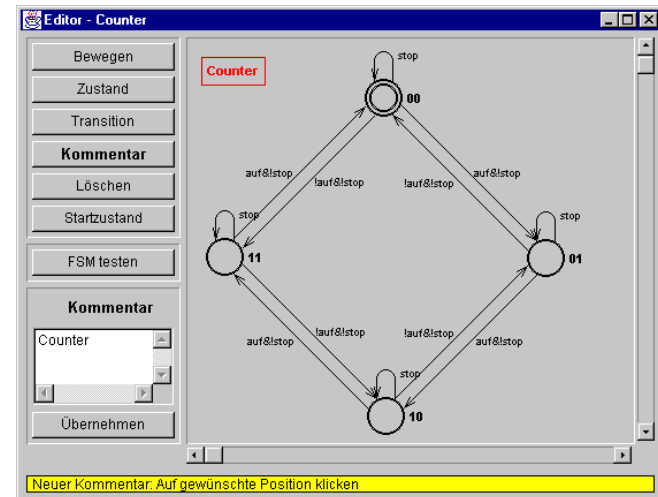 Editor - Counter
Bewegen
Zustand
Transition
Kommentar
Löschen
Startzustand
FSM testen
Kommentar
Counter
Übernehmen
Counter
stop
00
auf&!stop
!auf&!stop
!auf&!stop
auf&!stop
stop
11
stop
01
auf&!stop
!auf&!stop
!auf&!stop
auf&!stop
stop
10
Neuer Kommentar: Auf gewünschte Position klicken